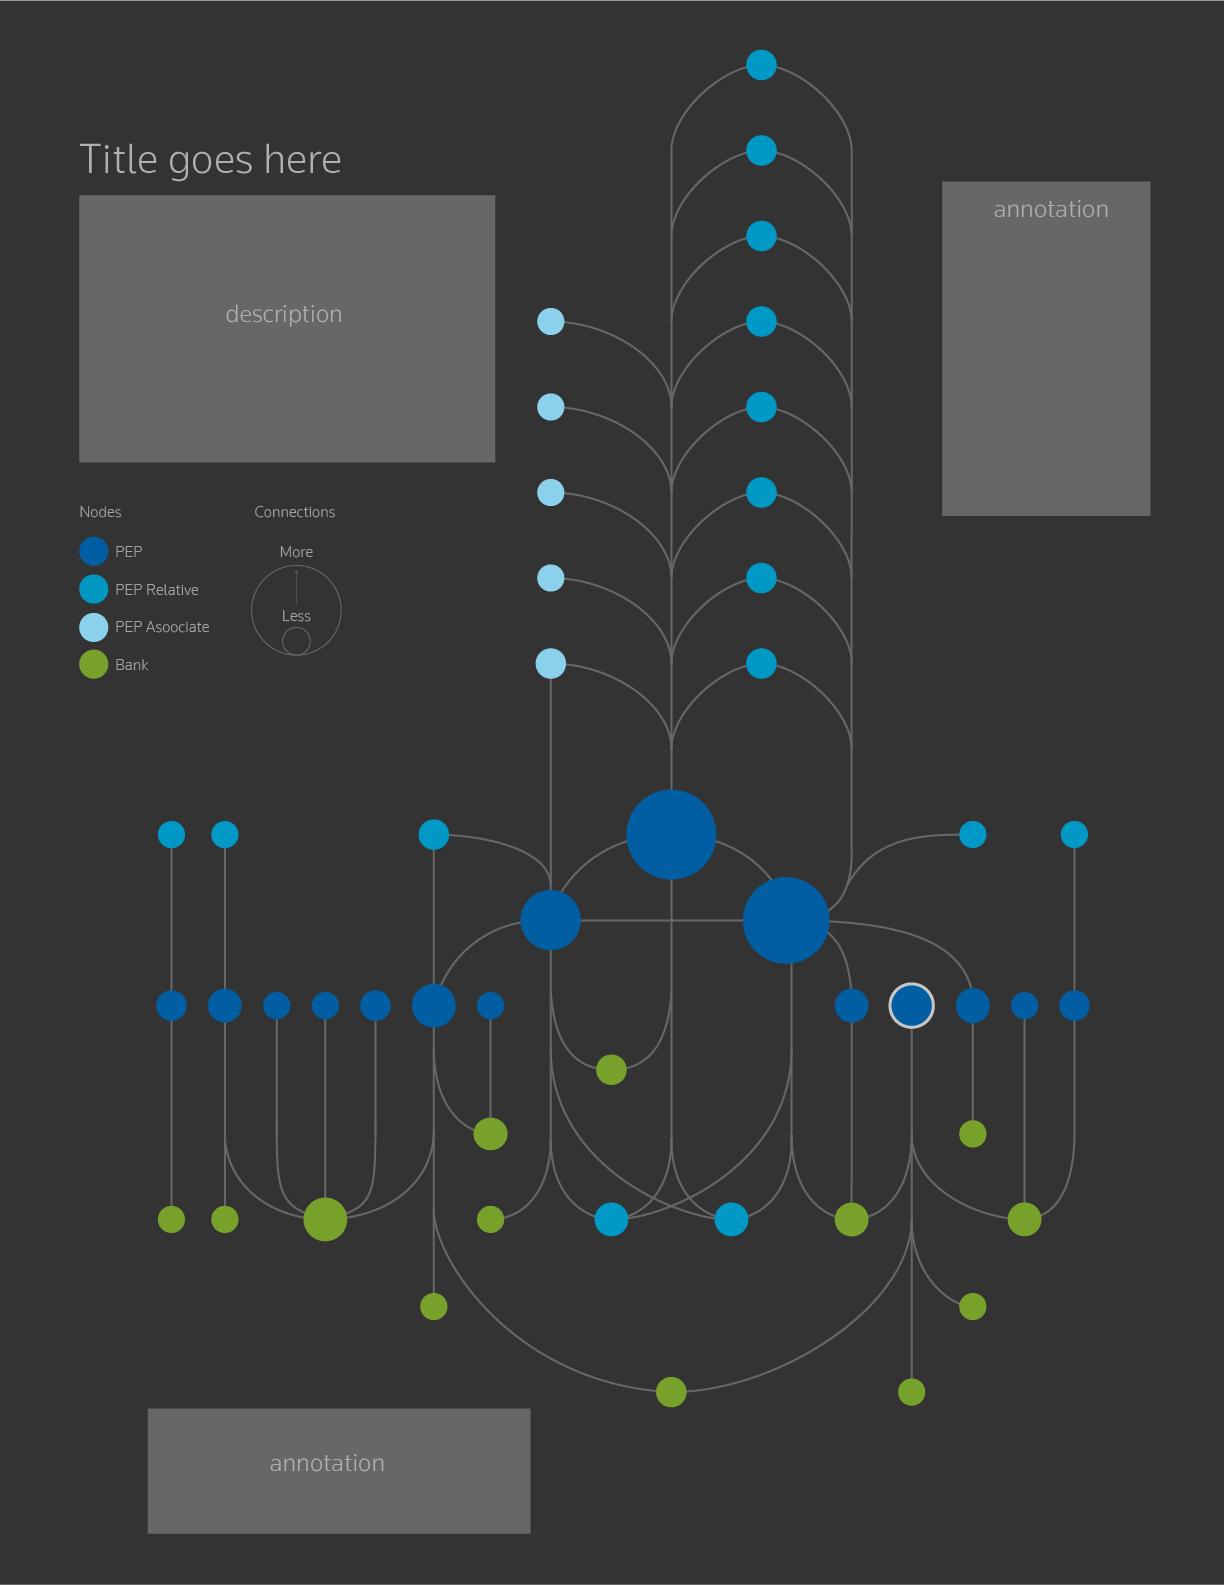 Title goes here
description
annotation
Nodes
PEP
PEP Relative
PEP Asoociate
Bank
Connections
More
Less
annotation